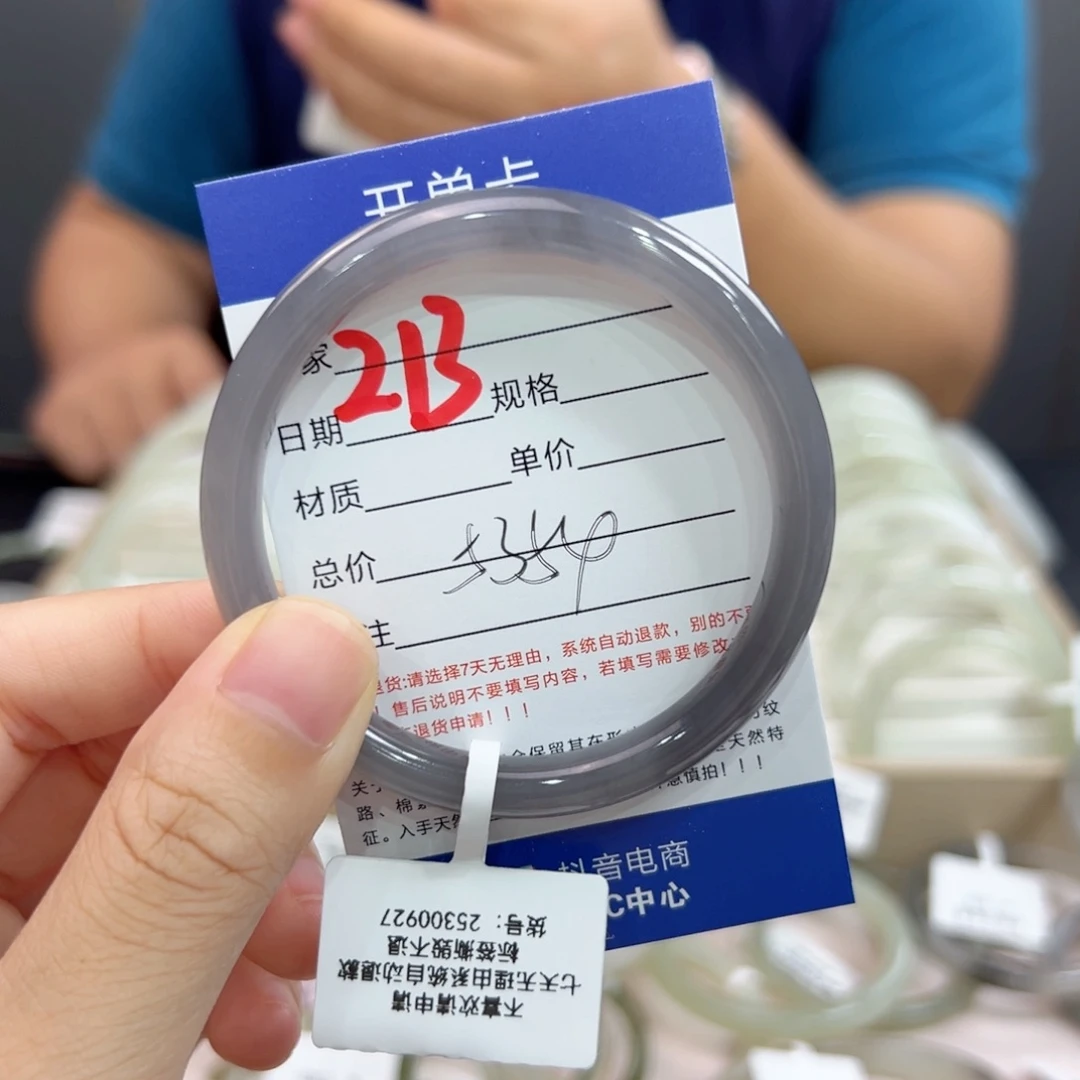 开单卡
家 213
日期 规格
材质 单价
总价
注
退货:请选择7天无理由，系统自动退款，别的不
售后说明不要填写内容，若填写需要修改
退货申请！！！
保留其在
纹
关于
天然特
路、棉
慎拍！！！
征。入手天然
抖音电商
C中心
不喜欢请申请
七天无理由系统自动退款
标签撕毁不退
货号：25300927